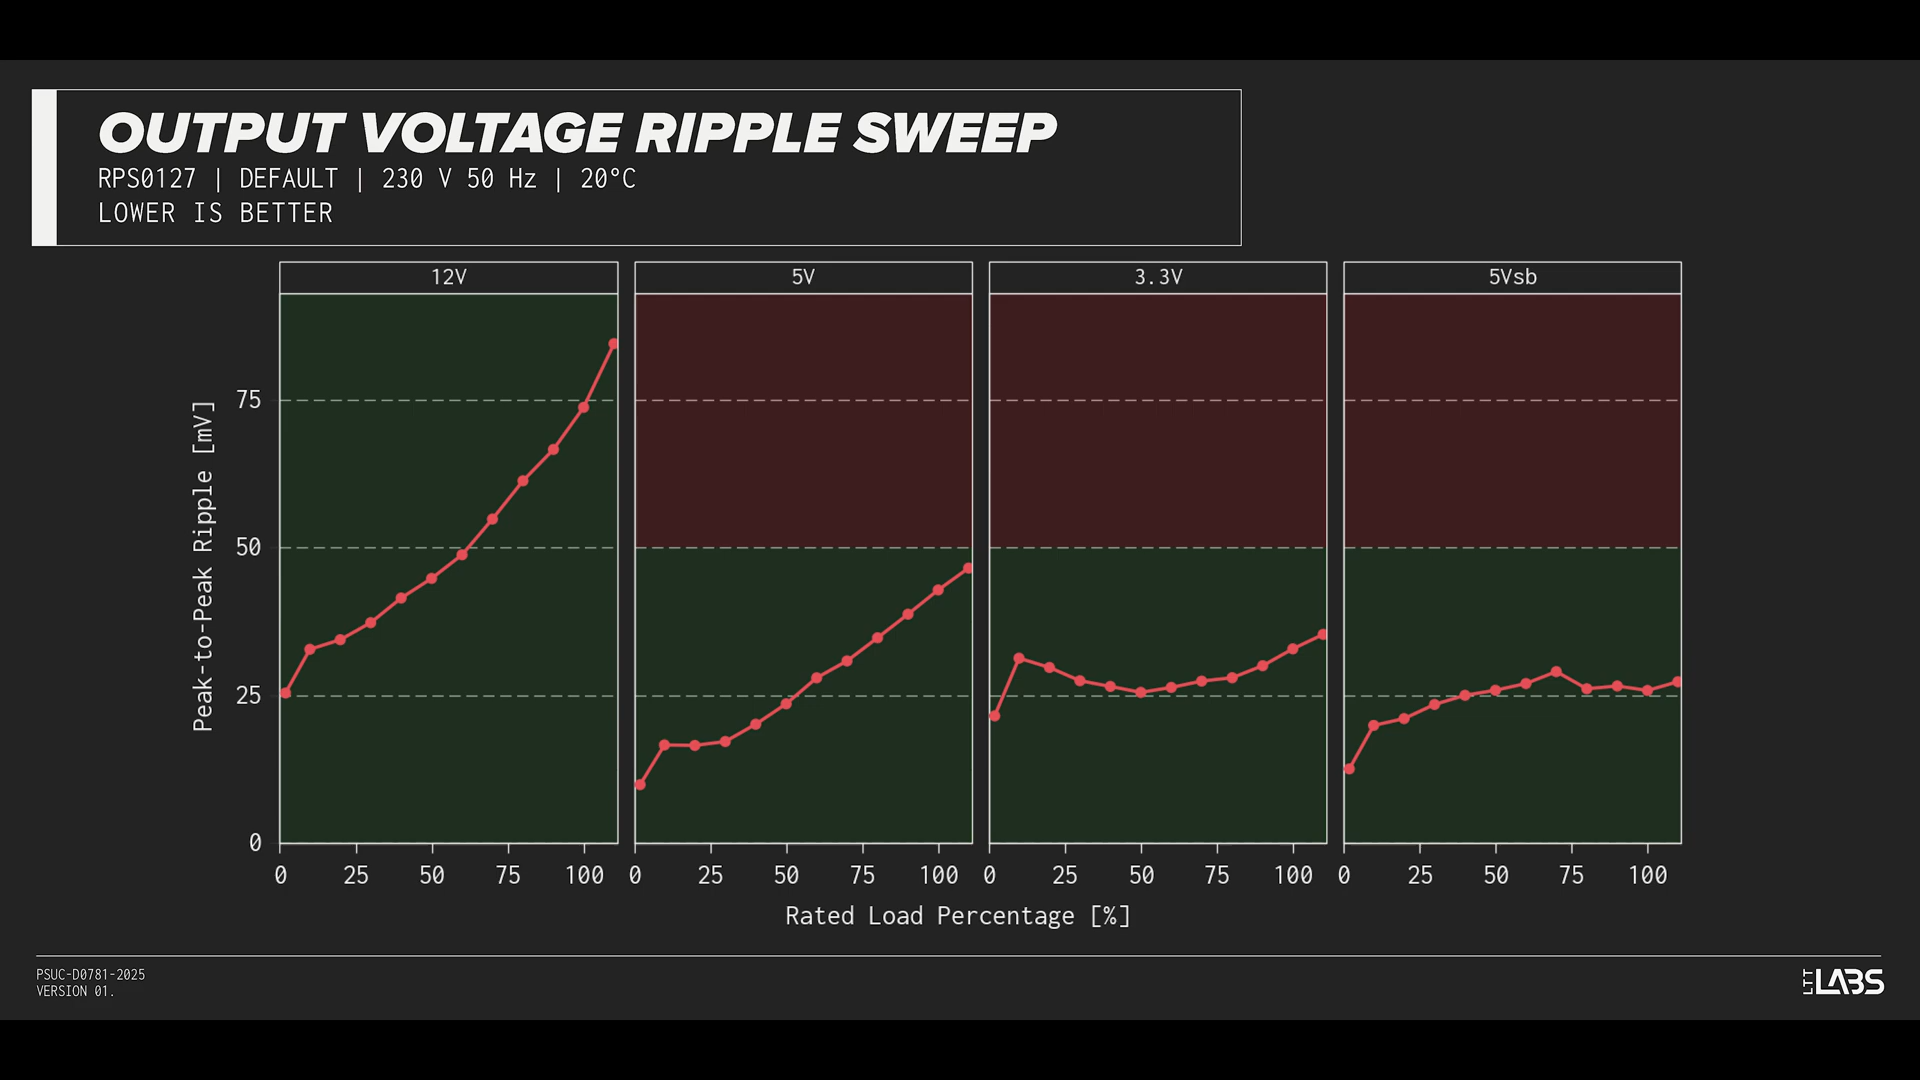 OUTPUT VOLTAGE RIPPLE SWEEP
RPS0127 | DEFAULT | 230 V 50 Hz | 20°C
LOWER IS BETTER
12V 5V 3.3V 5Vsb
Peak-to-Peak Ripple [mV]
75
50
25
0
0 25 50 75 100 0 25 50 75 100 0 25 50 75 100 0 25 50 75 100
Rated Load Percentage [%]
PSUC-D0781-2025
VERSION 01.
LTT LABS